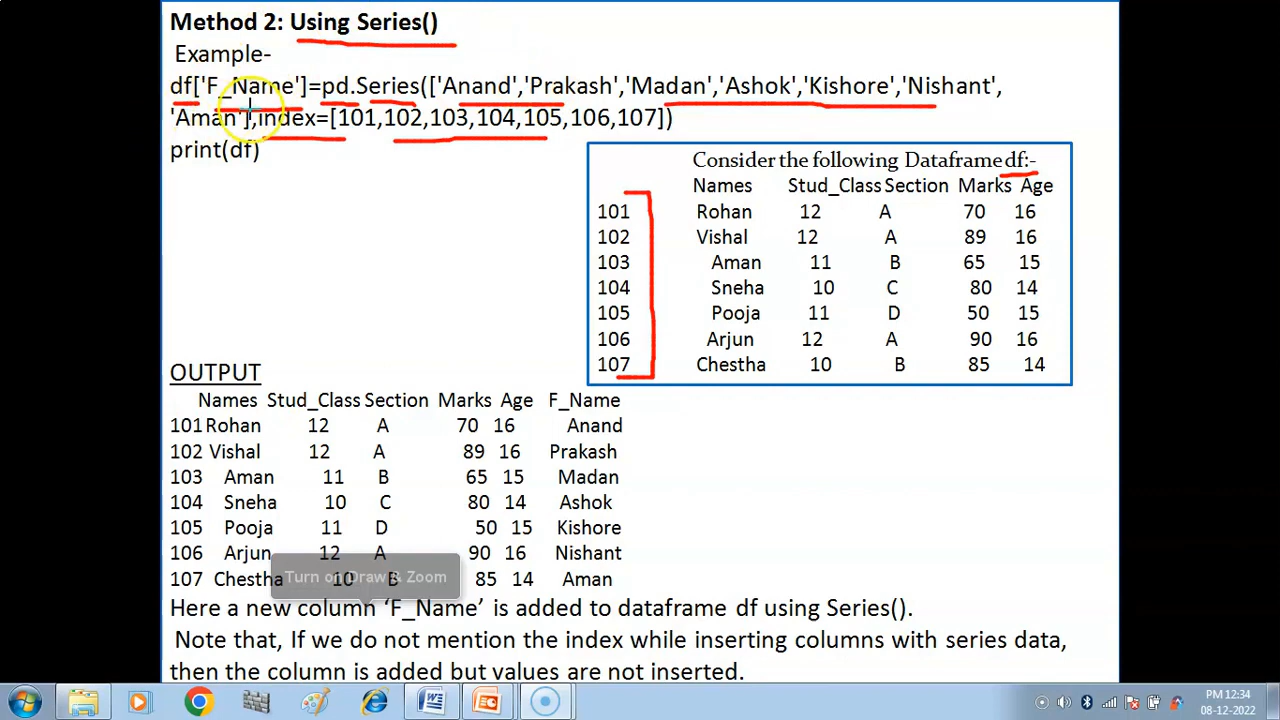 Method 2: Using Series()
Example-
df['F_Name']=pd.Series(['Anand','Prakash','Madan','Ashok','Kishore','Nishant',
'Aman'],index=[101,102,103,104,105,106,107])
print(df)
Consider the following Dataframe df:-
Names Stud_Class Section Marks Age
101 Rohan 12 A 70 16
102 Vishal 12 A 89 16
103 Aman 11 B 65 15
104 Sneha 10 C 80 14
105 Pooja 11 D 50 15
106 Arjun 12 A 90 16
107 Chestha 10 B 85 14
OUTPUT
Names Stud_Class Section Marks Age F_Name
101 Rohan 12 A 70 16 Anand
102 Vishal 12 A 89 16 Prakash
103 Aman 11 B 65 15 Madan
104 Sneha 10 C 80 14 Ashok
105 Pooja 11 D 50 15 Kishore
106 Arjun 12 A 90 16 Nishant
107 Chestha 10 B 85 14 Aman
Turn on Draw & Zoom
Here a new column ‘F_Name’ is added to dataframe df using Series().
Note that, If we do not mention the index while inserting columns with series data,
then the column is added but values are not inserted.
PM 12:34
08-12-2022